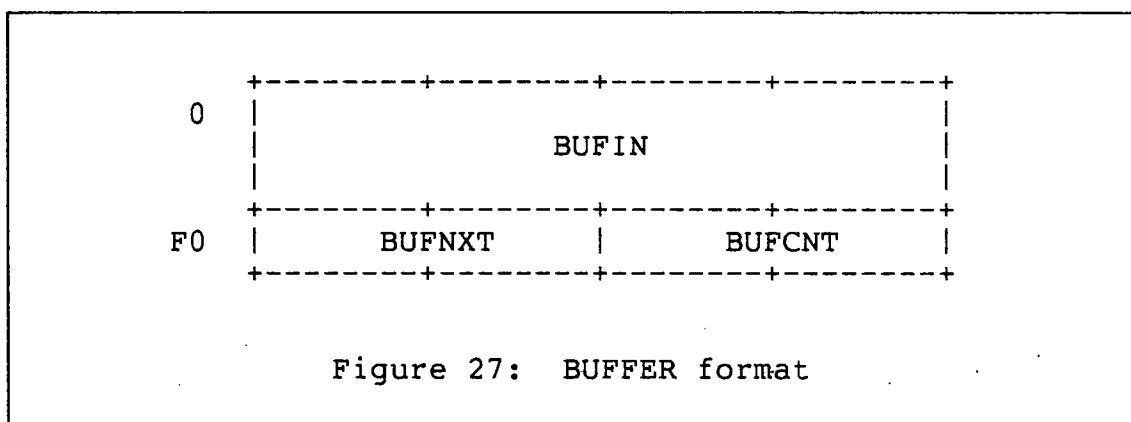 +--------+--------+--------+--------+
0 | |
| BUFIN |
| |
+--------+--------+--------+--------+
F0 | BUFNXT | BUFCNT |
+--------+--------+--------+--------+
Figure 27: BUFFER format